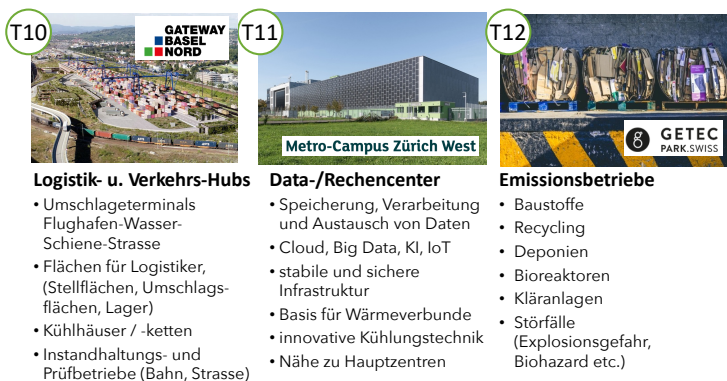 T10
GATEWAY
BASEL
NORD
Logistik- u. Verkehrs-Hubs
• Umschlageterminals
Flughafen-Wasser-
Schiene-Strasse
• Flächen für Logistiker,
(Stellflächen, Umschlags-
flächen, Lager)
• Kühlhäuser / -ketten
• Instandhaltungs- und
Prüfbetriebe (Bahn, Strasse)
T11
Metro-Campus Zürich West
Data-/Rechencenter
• Speicherung, Verarbeitung
und Austausch von Daten
• Cloud, Big Data, KI, IoT
• stabile und sichere
Infrastruktur
• Basis für Wärmeverbunde
• innovative Kühlungstechnik
• Nähe zu Hauptzentren
T12
g GETEC
PARK.SWISS
Emissionsbetriebe
• Baustoffe
• Recycling
• Deponien
• Bioreaktoren
• Kläranlagen
• Störfälle
(Explosionsgefahr,
Biohazard etc.)